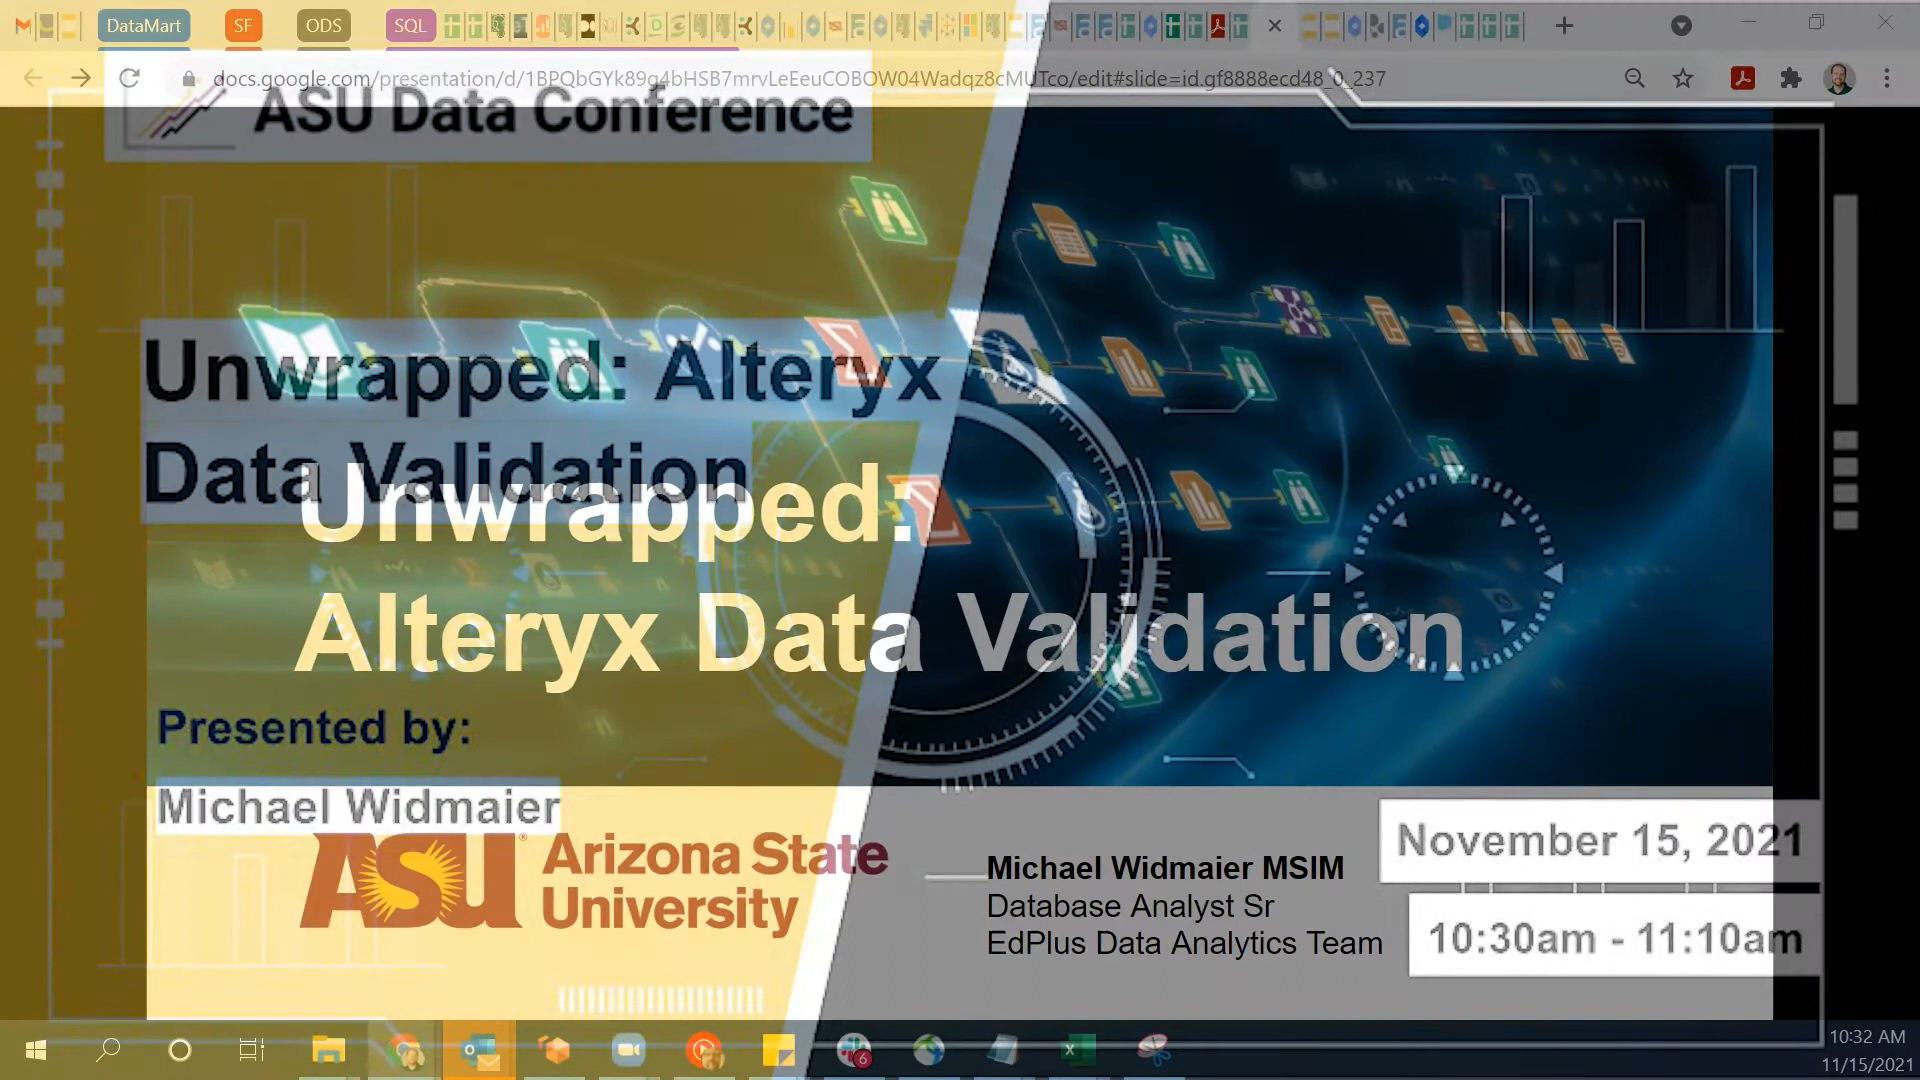 DataMart
SF
ODS
SQL
docs.google.com/presentation/d/1BPQbGYk89g4bHSB7mrvLeEeuCOBOW04Wadqz8cMUTco/edit#slide=id.gf8888ecd48_0_237
ASU Data Conference
Unwrapped: Alteryx
Data Validation
Unwrapped:
Alteryx Data Validation
Presented by:
Michael Widmaier
ASU Arizona State
University
Michael Widmaier MSIM
Database Analyst Sr
EdPlus Data Analytics Team
November 15, 2021
10:30am - 11:10am
6
10:32 AM
11/15/2021